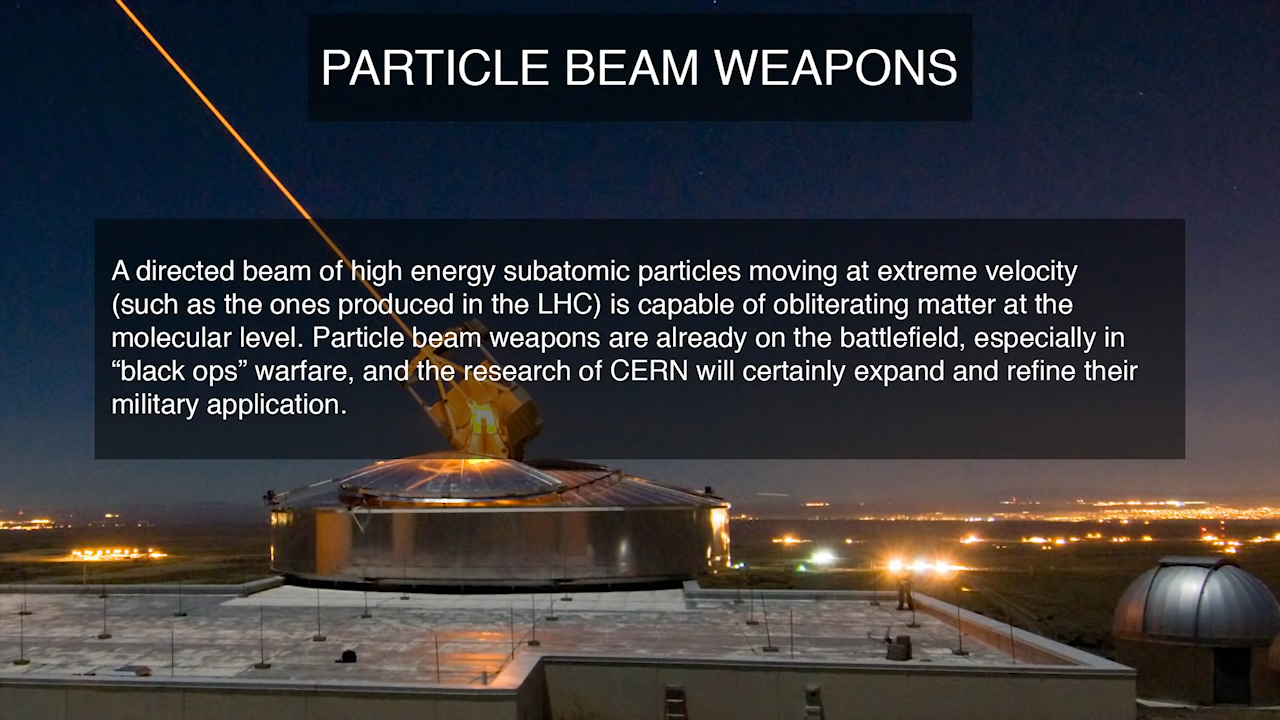 PARTICLE BEAM WEAPONS
A directed beam of high energy subatomic particles moving at extreme velocity
(such as the ones produced in the LHC) is capable of obliterating matter at the
molecular level. Particle beam weapons are already on the battlefield, especially in
“black ops” warfare, and the research of CERN will certainly expand and refine their
military application.